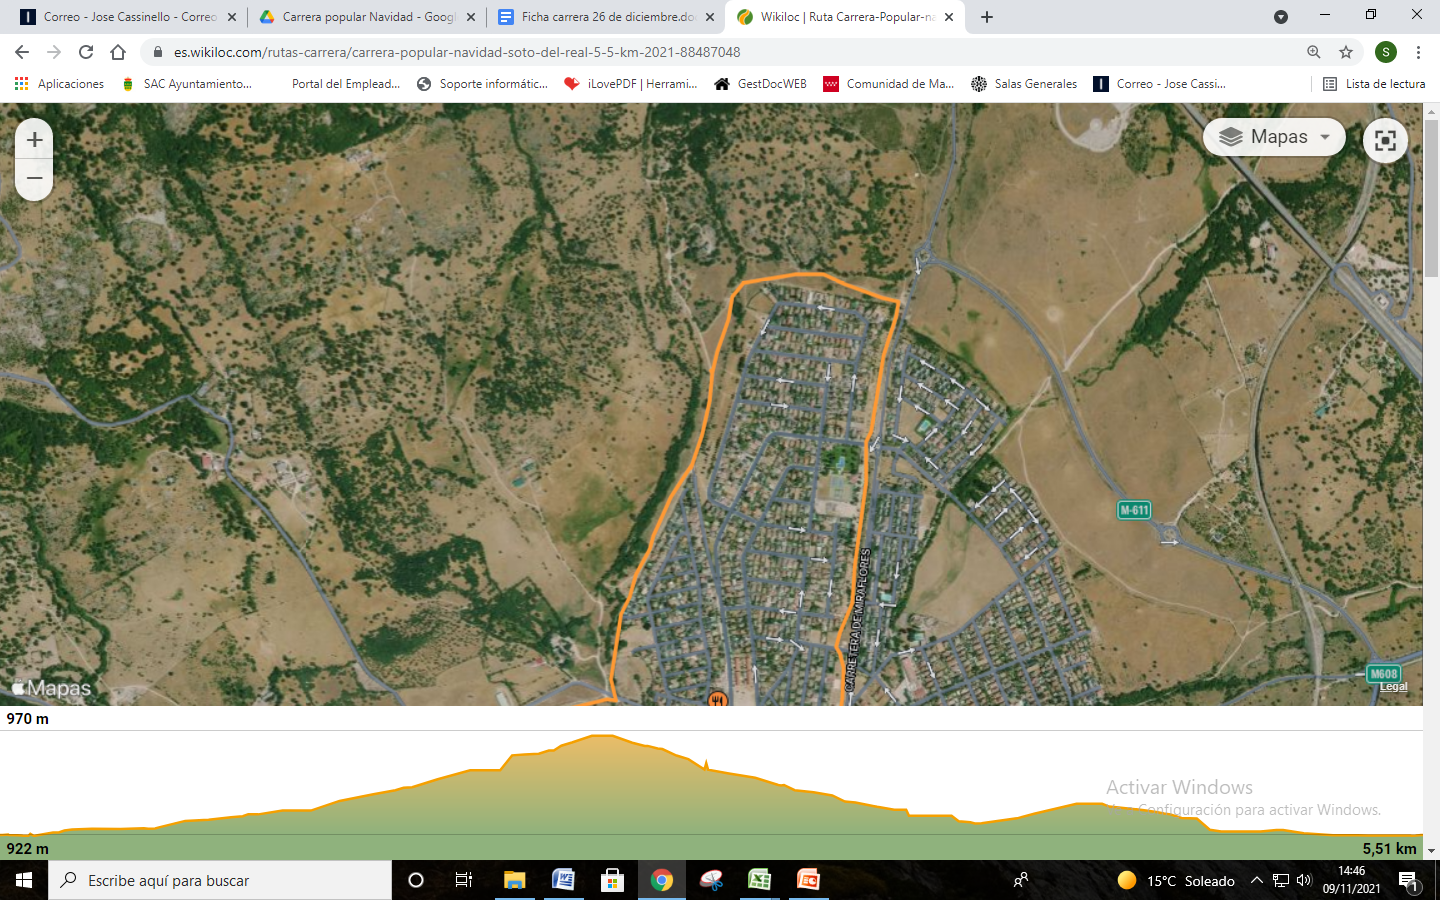 Correo - Jose Cassinello - Correo
Carrera popular Navidad - Googl
Ficha carrera 26 de diciembre.do
Wikiloc | Ruta Carrera-Popular-na
es.wikiloc.com/rutas-carrera/carrera-popular-navidad-soto-del-real-5-5-km-2021-88487048
S
Aplicaciones
SAC Ayuntamiento...
Portal del Emplead...
Soporte informátic...
iLovePDF | Herrami...
GestDocWEB
Comunidad de Ma...
Salas Generales
Correo - Jose Cassi...
Lista de lectura
+
−
Mapas
M-611
CARRETERA DE MIRAFLORES
M608
Mapas
Legal
970 m
Activar Windows
Configuración para activar Windows.
922 m
5,51 km
Escribe aquí para buscar
15°C Soleado
14:46
09/11/2021
1